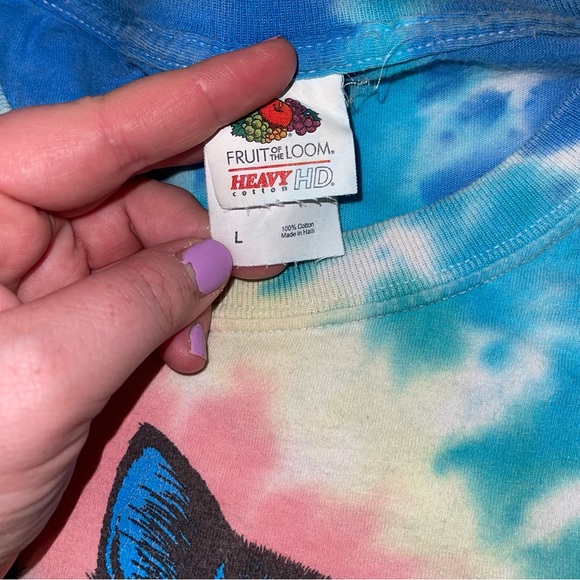 FRUIT OF THE LOOM®
HEAVY HD®
cotton
L
100% Cotton
Made in Haiti